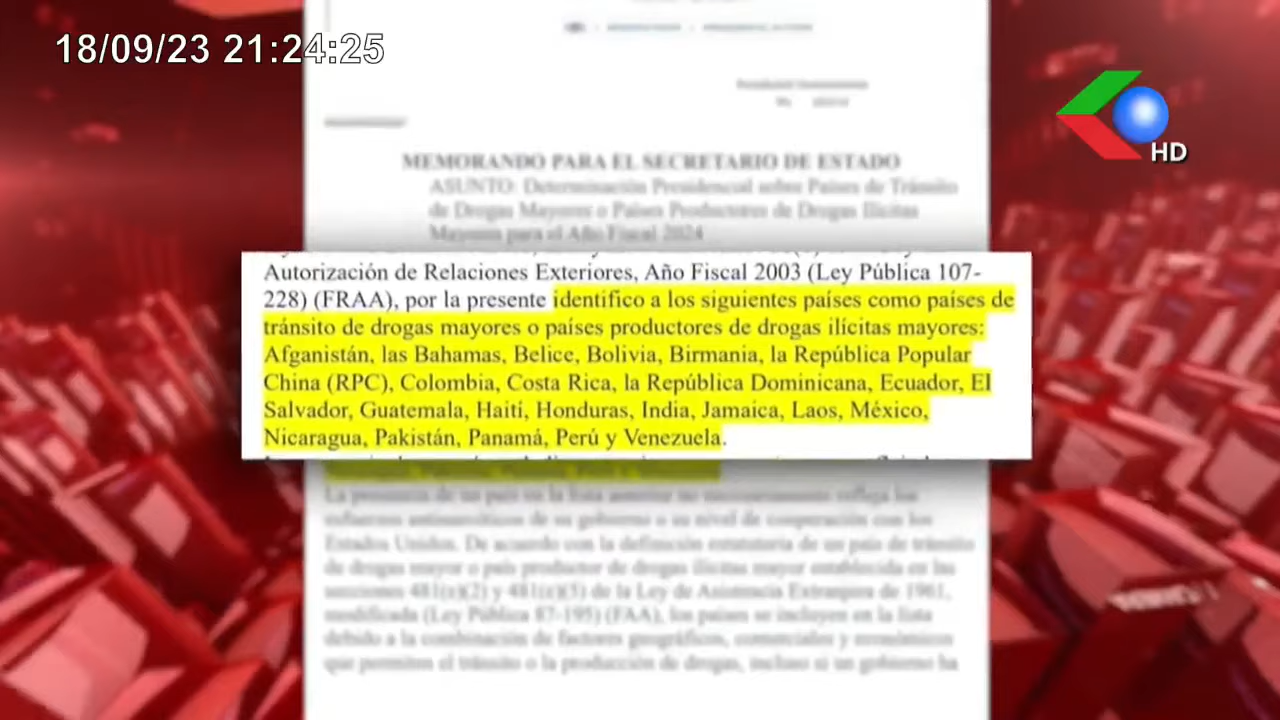 18/09/23 21:24:25
HD
MEMORANDO PARA EL SECRETARIO DE ESTADO
ASUNTO: Determinación Presidencial sobre Países de Tránsito
de Drogas Mayores o Países Productores de Drogas Ilícitas
Mayores para el Año Fiscal 2024
Autorización de Relaciones Exteriores, Año Fiscal 2003 (Ley Pública 107-
228) (FRAA), por la presente identifico a los siguientes países como países de
tránsito de drogas mayores o países productores de drogas ilícitas mayores:
Afganistán, las Bahamas, Belice, Bolivia, Birmania, la República Popular
China (RPC), Colombia, Costa Rica, la República Dominicana, Ecuador, El
Salvador, Guatemala, Haití, Honduras, India, Jamaica, Laos, México,
Nicaragua, Pakistán, Panamá, Perú y Venezuela.
La presencia de un país en la lista anterior no necesariamente refleja los
esfuerzos antinarcóticos de su gobierno o su nivel de cooperación con los
Estados Unidos. De acuerdo con la definición estatutaria de un país de tránsito
de drogas mayor o país productor de drogas ilícitas mayor establecida en las
secciones 481(e)(2) y 481(e)(5) de la Ley de Asistencia Extranjera de 1961,
modificada (Ley Pública 87-195) (FAA), los países se incluyen en la lista
debido a la combinación de factores geográficos, comerciales y económicos
que permiten el tránsito o la producción de drogas, incluso si un gobierno ha